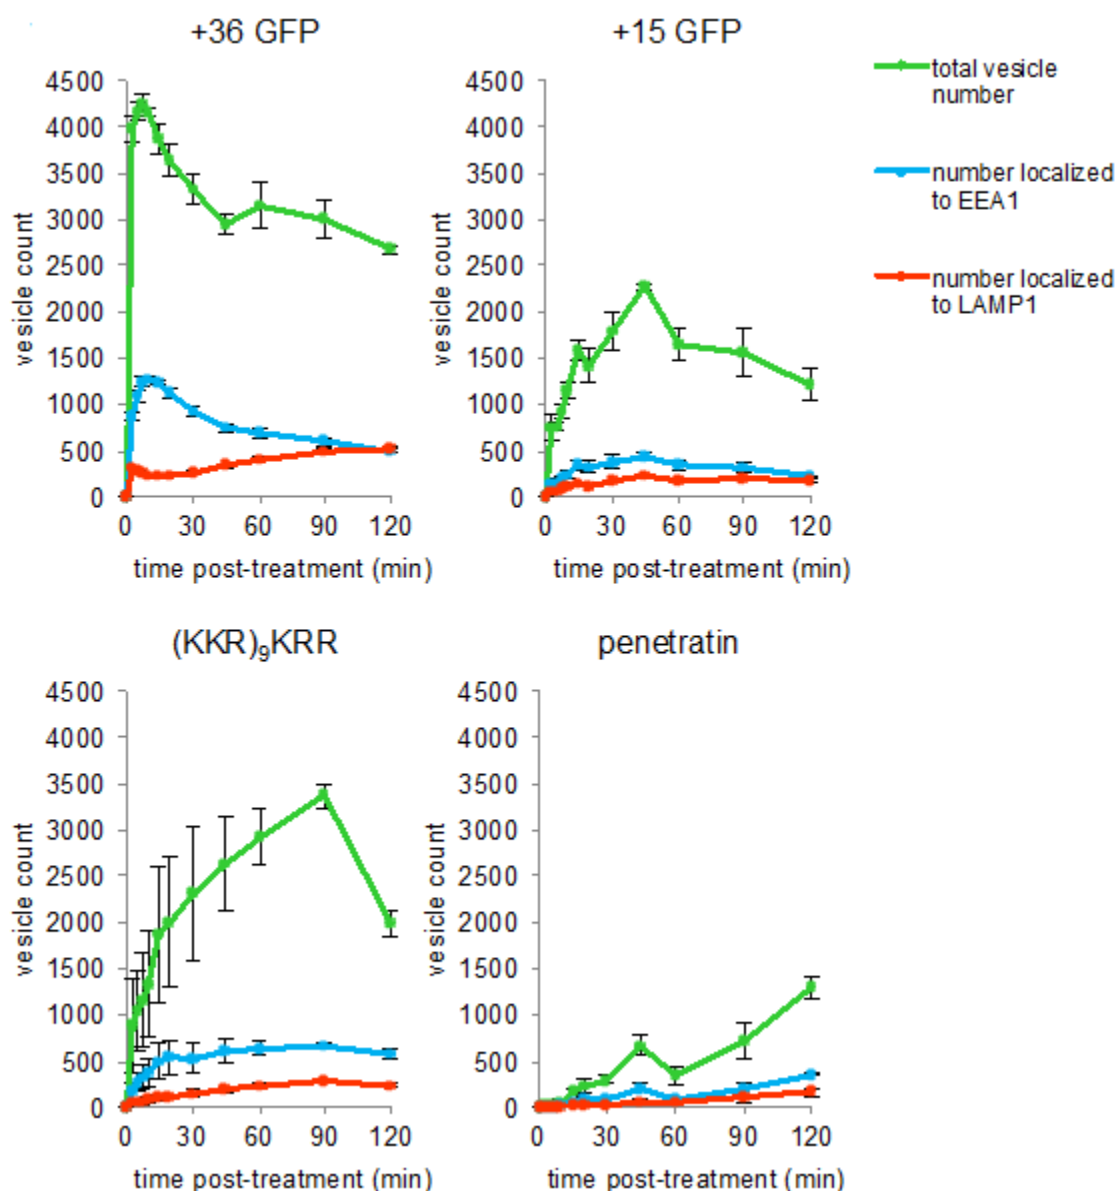 +36 GFP
+15 GFP
total vesicle
number
number localized
to EEA1
number localized
to LAMP1
vesicle count
4500
4000
3500
3000
2500
2000
1500
1000
500
0
0 30 60 90 120
time post-treatment (min)
vesicle count
4500
4000
3500
3000
2500
2000
1500
1000
500
0
0 30 60 90 120
time post-treatment (min)
(KKR)₉KRR
penetratin
vesicle count
4500
4000
3500
3000
2500
2000
1500
1000
500
0
0 30 60 90 120
time post-treatment (min)
vesicle count
4500
4000
3500
3000
2500
2000
1500
1000
500
0
0 30 60 90 120
time post-treatment (min)